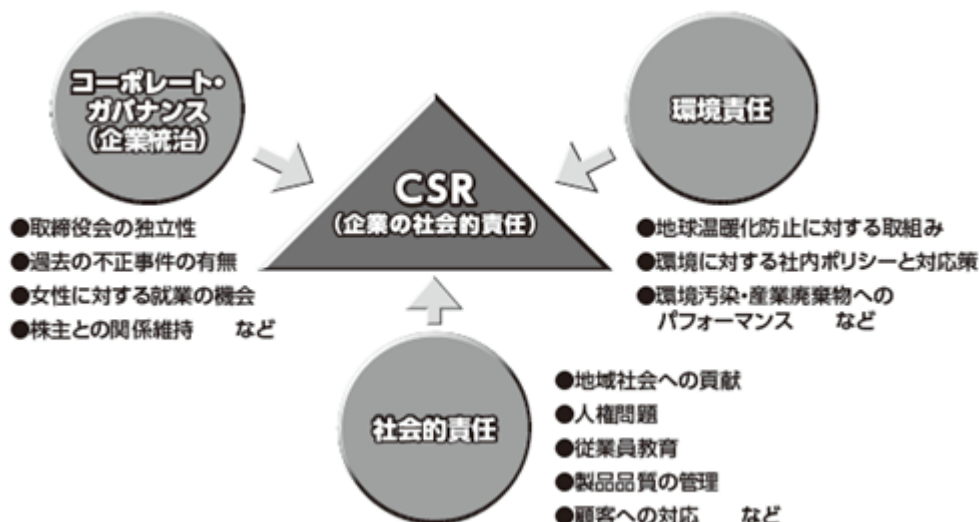 コーポレート・
ガバナンス
（企業統治）
環境責任
CSR
（企業の社会的責任）
●取締役会の独立性
●過去の不正事件の有無
●女性に対する就業の機会
●株主との関係維持　など
●地球温暖化防止に対する取組み
●環境に対する社内ポリシーと対応策
●環境汚染・産業廃棄物への
パフォーマンス　など
社会的責任
●地域社会への貢献
●人権問題
●従業員教育
●製品品質の管理
●顧客への対応　など